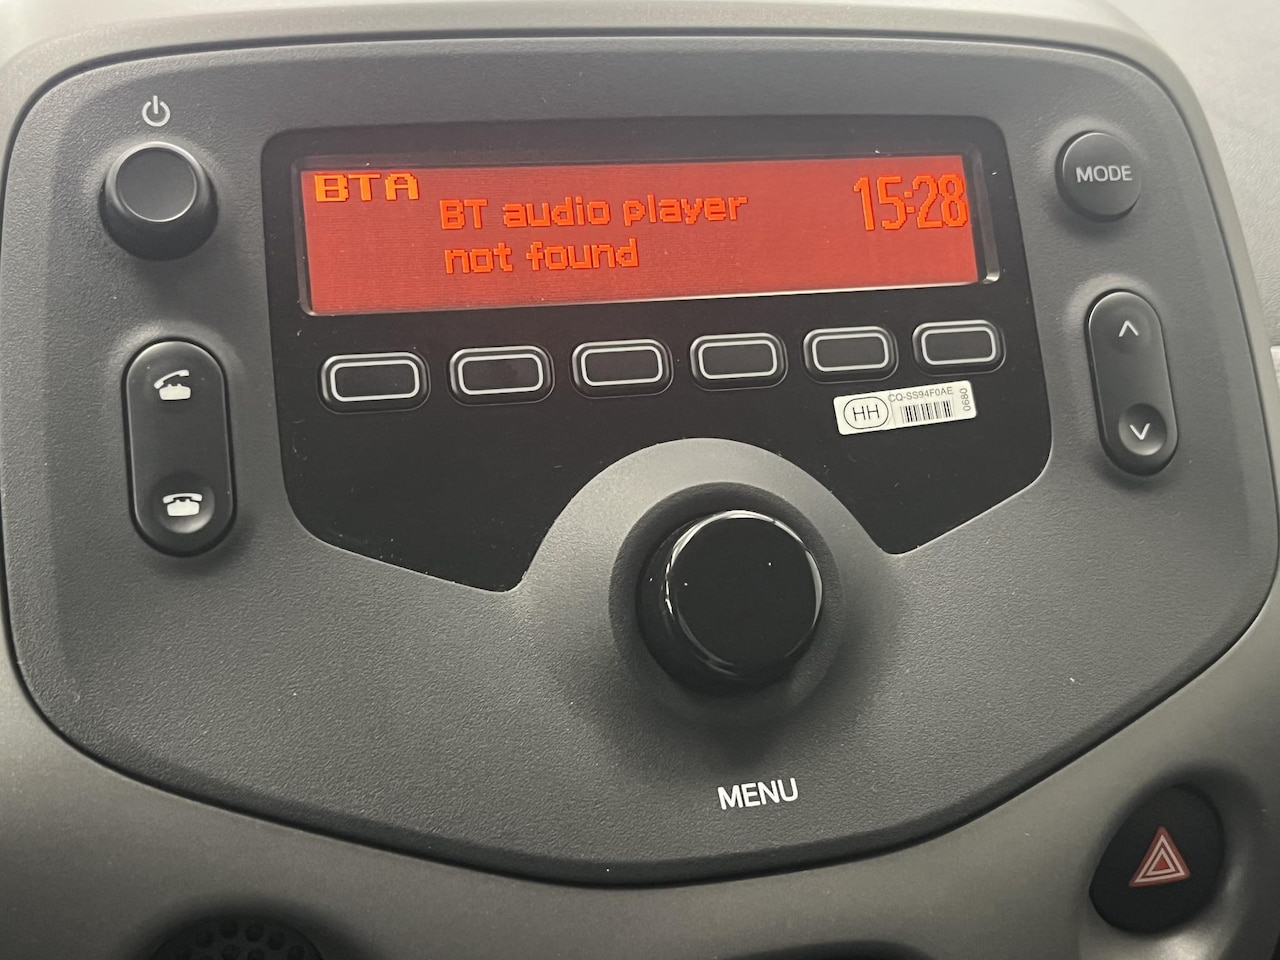 BTA
BT audio player
not found
15:28
MODE
HH
CQ-SS94F0AE
0680
MENU